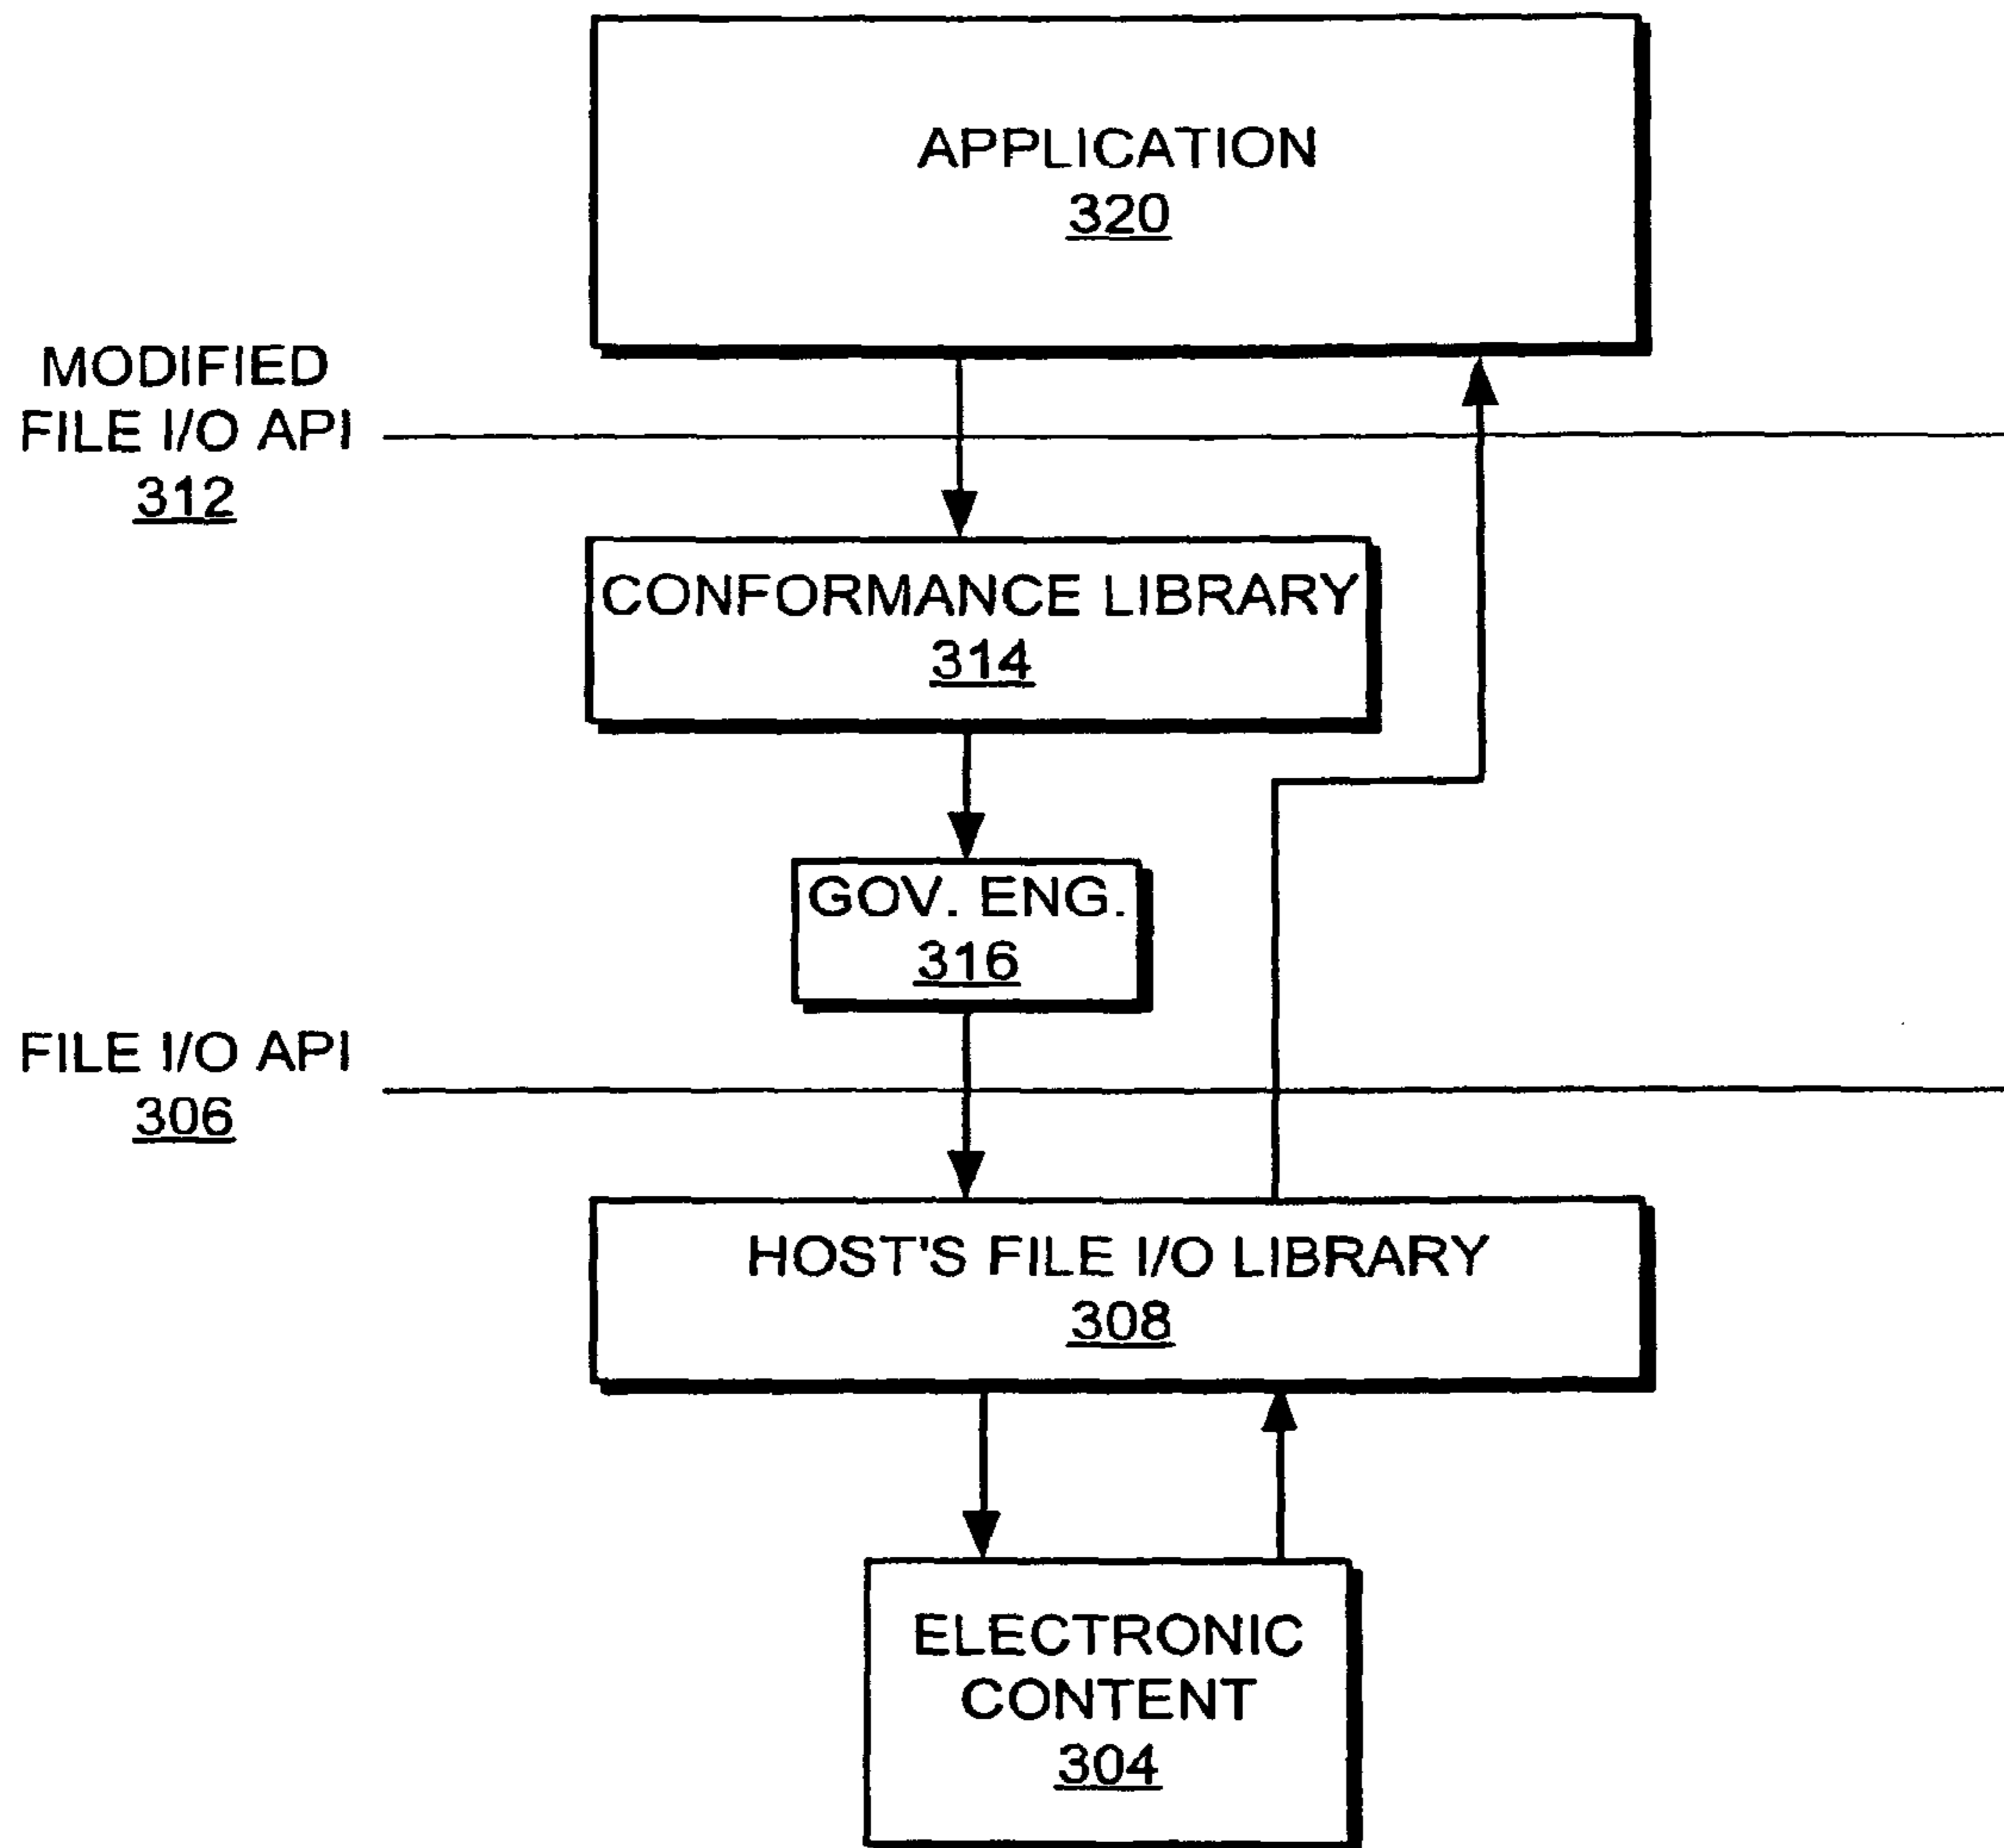 APPLICATION
320
MODIFIED
FILE I/O API
312
CONFORMANCE LIBRARY
314
GOV. ENG.
316
FILE I/O API
306
HOST'S FILE I/O LIBRARY
308
ELECTRONIC
CONTENT
304